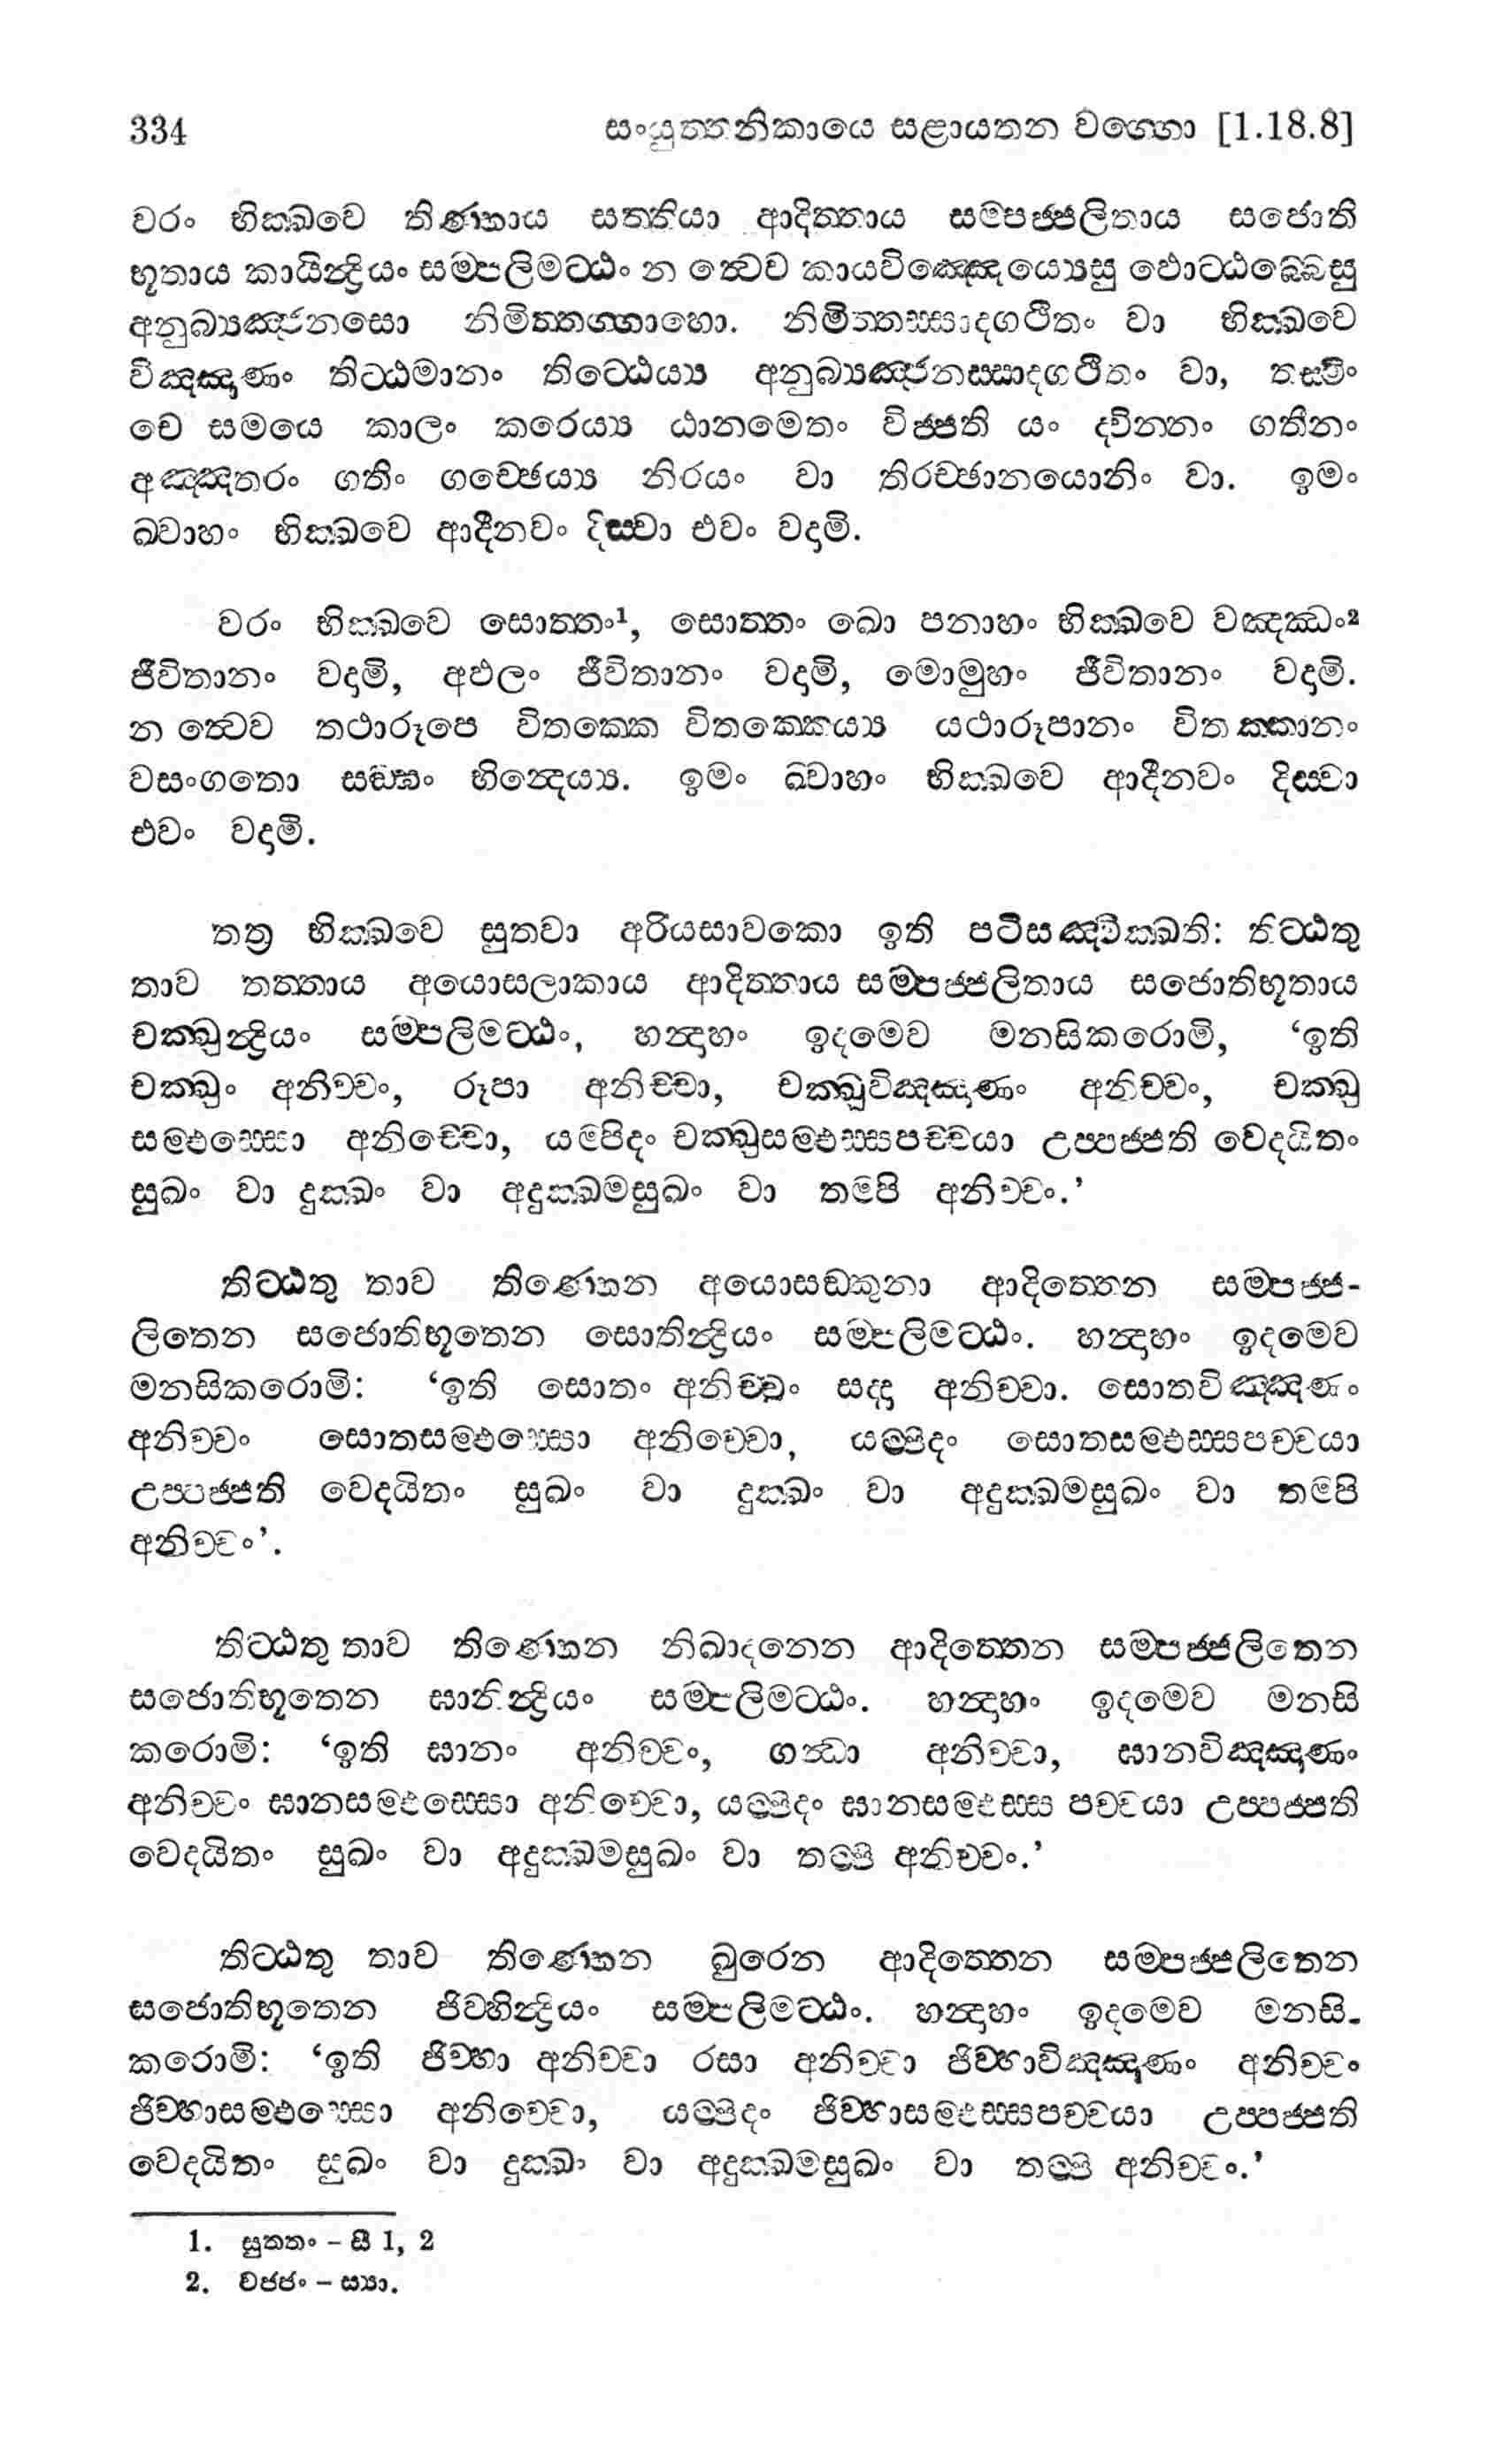 334 සංයුත්තනිකායෙ සළායතන වග්ගො [1.18.8]
වරං භික්ඛවෙ තිණ්හාය සත්තියා ආදිත්තාය සම්පජ්ජලිතාය සජොති
භූතාය කායින්ද්‍රියං සම්පලිමට්ඨං න ත්වෙව කායවිඤ්ඤෙය්‍යෙසු ඵොට්ඨබ්බෙසු
අනුබ්‍යඤ්ජනසො නිමිත්තග්ගාහො. නිමිත්තස්සාදගථිතං වා භික්ඛවෙ
විඤ්ඤාණං තිට්ඨමානං තිට්ඨෙය්‍ය අනුබ්‍යඤ්ජනස්සාදගථිතං වා, තස්මිං
චෙ සමයෙ කාලං කරෙය්‍ය ඨානමෙතං විජ්ජති යං ද්වින්නං ගතීනං
අඤ්ඤතරං ගතිං ගච්ඡෙය්‍ය නිරයං වා තිරච්ඡානයොනිං වා. ඉමං
ඛ්වාහං භික්ඛවෙ ආදීනවං දිස්වා එවං වදාමි.
වරං භික්ඛවෙ සොත්තං¹, සොත්තං ඛො පනාහං භික්ඛවෙ වඤ්ඣං²
ජීවිතානං වදාමි, අඵලං ජීවිතානං වදාමි, මොමුහං ජීවිතානං වදාමි.
න ත්වෙව තථාරූපෙ විතක්කෙ විතක්කෙය්‍ය යථාරූපානං විතක්කානං
වසංගතො සඞ්ඝං භින්දෙය්‍ය. ඉමං ඛ්වාහං භික්ඛවෙ ආදීනවං දිස්වා
එවං වදාමි.
තත්‍ර භික්ඛවෙ සුතවා අරියසාවකො ඉති පටිසඤ්චික්ඛති: තිට්ඨතු
තාව තත්තාය අයොසලාකාය ආදිත්තාය සම්පජ්ජලිතාය සජොතිභූතාය
චක්ඛුන්ද්‍රියං සම්පලිමට්ඨං, හන්දාහං ඉදමෙව මනසිකරොමි, ‘ඉති
චක්ඛුං අනිච්චං, රූපා අනිච්චා, චක්ඛුවිඤ්ඤාණං අනිච්චං, චක්ඛු
සම්ඵස්සො අනිච්චො, යම්පිදං චක්ඛුසම්ඵස්සපච්චයා උප්පජ්ජති වෙදයිතං
සුඛං වා දුක්ඛං වා අදුක්ඛමසුඛං වා තම්පි අනිච්චං.’
තිට්ඨතු තාව තිණ්හෙන අයොසඞ්කුනා ආදිත්තෙන සම්පජ්ජ-
ලිතෙන සජොතිභූතෙන සොතින්ද්‍රියං සම්පලිමට්ඨං. හන්දාහං ඉදමෙව
මනසිකරොමි: ‘ඉති සොතං අනිච්චං සද්දා අනිච්චා. සොතවිඤ්ඤාණං
අනිච්චං සොතසම්ඵස්සො අනිච්චො, යම්පිදං සොතසම්ඵස්සපච්චයා
උප්පජ්ජති වෙදයිතං සුඛං වා දුක්ඛං වා අදුක්ඛමසුඛං වා තම්පි
අනිච්චං’.
තිට්ඨතු තාව තිණ්හෙන නිඛාදනෙන ආදිත්තෙන සම්පජ්ජලිතෙන
සජොතිභූතෙන ඝානින්ද්‍රියං සම්පලිමට්ඨං. හන්දාහං ඉදමෙව මනසි
කරොමි: ‘ඉති ඝානං අනිච්චං, ගන්ධා අනිච්චා, ඝානවිඤ්ඤාණං
අනිච්චං ඝානසම්ඵස්සො අනිච්චො, යම්පිදං ඝානසම්ඵස්ස පච්චයා උප්පජ්ජති
වෙදයිතං සුඛං වා අදුක්ඛමසුඛං වා තම්පි අනිච්චං.’
තිට්ඨතු තාව තිණ්හෙන ඛුරෙන ආදිත්තෙන සම්පජ්ජලිතෙන
සජොතිභූතෙන ජිව්හින්ද්‍රියං සම්පලිමට්ඨං. හන්දාහං ඉදමෙව මනසි-
කරොමි: ‘ඉති ජිව්හා අනිච්චා රසා අනිච්චා ජිව්හාවිඤ්ඤාණං අනිච්චං
ජිව්හාසම්ඵස්සො අනිච්චො, යම්පිදං ජිව්හාසම්ඵස්සපච්චයා උප්පජ්ජති
වෙදයිතං සුඛං වා දුක්ඛං වා අදුක්ඛමසුඛං වා තම්පි අනිච්චං.’
1. සුත්තං – සී 1, 2
2. වජ්ජං – ස්‍යා.